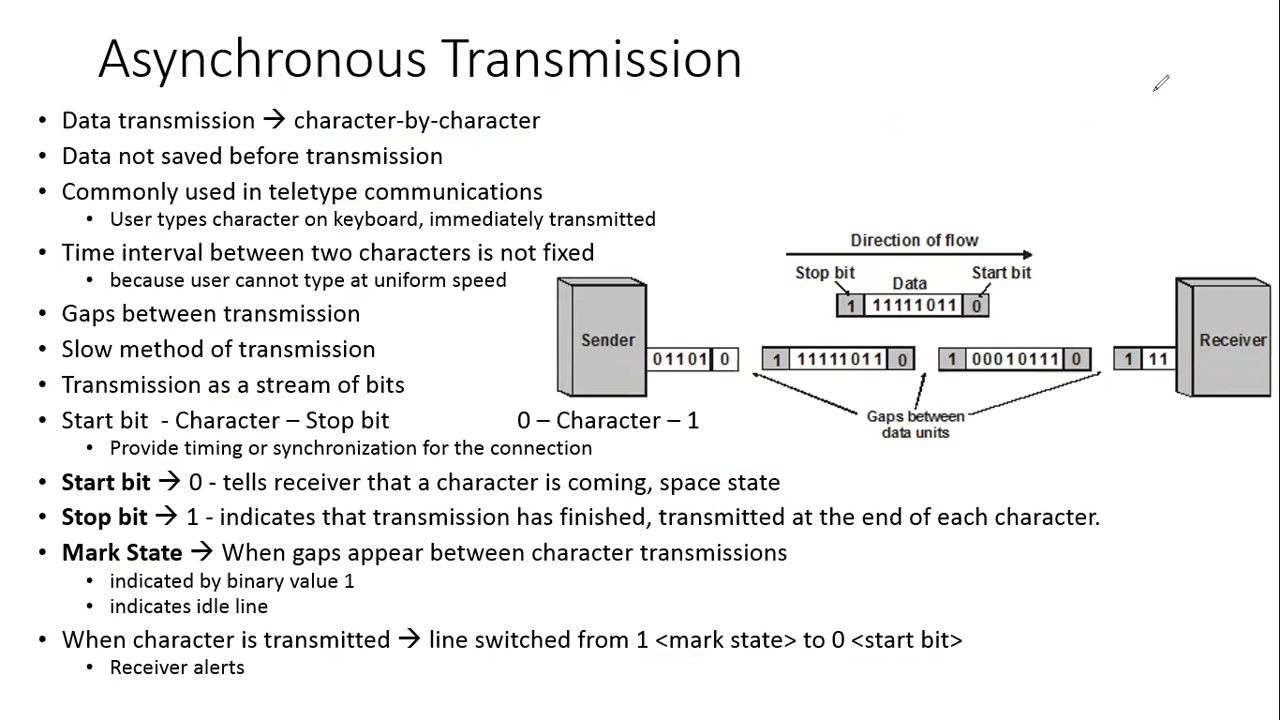 Asynchronous Transmission
• Data transmission → character-by-character
• Data not saved before transmission
• Commonly used in teletype communications
• User types character on keyboard, immediately transmitted
• Time interval between two characters is not fixed
• because user cannot type at uniform speed
• Gaps between transmission
• Slow method of transmission
• Transmission as a stream of bits
• Start bit - Character – Stop bit 0 – Character – 1
• Provide timing or synchronization for the connection
• Start bit → 0 - tells receiver that a character is coming, space state
• Stop bit → 1 - indicates that transmission has finished, transmitted at the end of each character.
• Mark State → When gaps appear between character transmissions
• indicated by binary value 1
• indicates idle line
• When character is transmitted → line switched from 1 <mark state> to 0 <start bit>
• Receiver alerts
Direction of flow
Stop bit Data Start bit
1 11111011 0
Sender 01101 0 1 11111011 0 1 00010111 0 1 11 Receiver
Gaps between
data units